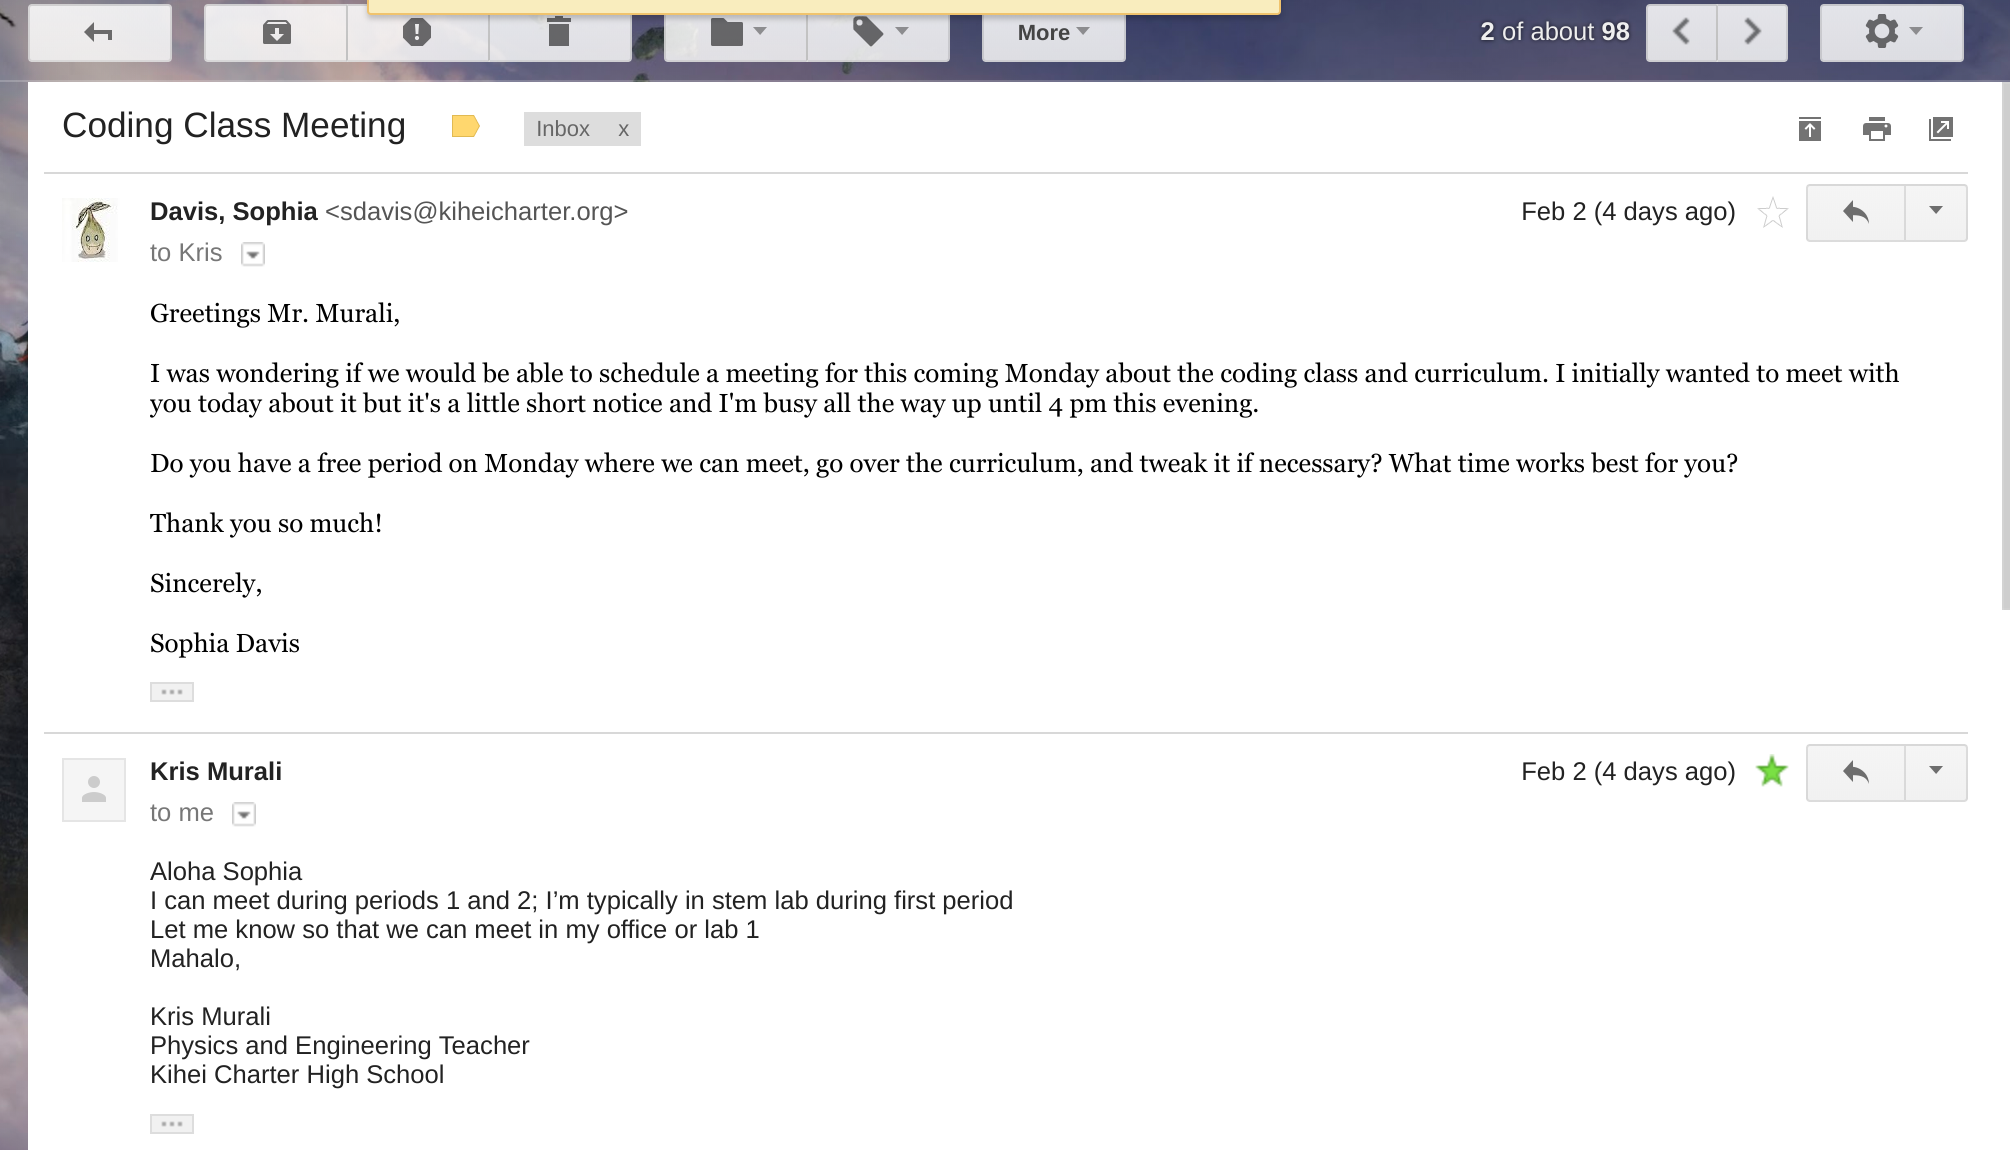 More
2 of about 98
Coding Class Meeting
Inbox x
Davis, Sophia <sdavis@kiheicharter.org>
Feb 2 (4 days ago)
to Kris
Greetings Mr. Murali,
I was wondering if we would be able to schedule a meeting for this coming Monday about the coding class and curriculum. I initially wanted to meet with
you today about it but it's a little short notice and I'm busy all the way up until 4 pm this evening.
Do you have a free period on Monday where we can meet, go over the curriculum, and tweak it if necessary? What time works best for you?
Thank you so much!
Sincerely,
Sophia Davis
Kris Murali
Feb 2 (4 days ago)
to me
Aloha Sophia
I can meet during periods 1 and 2; I’m typically in stem lab during first period
Let me know so that we can meet in my office or lab 1
Mahalo,
Kris Murali
Physics and Engineering Teacher
Kihei Charter High School